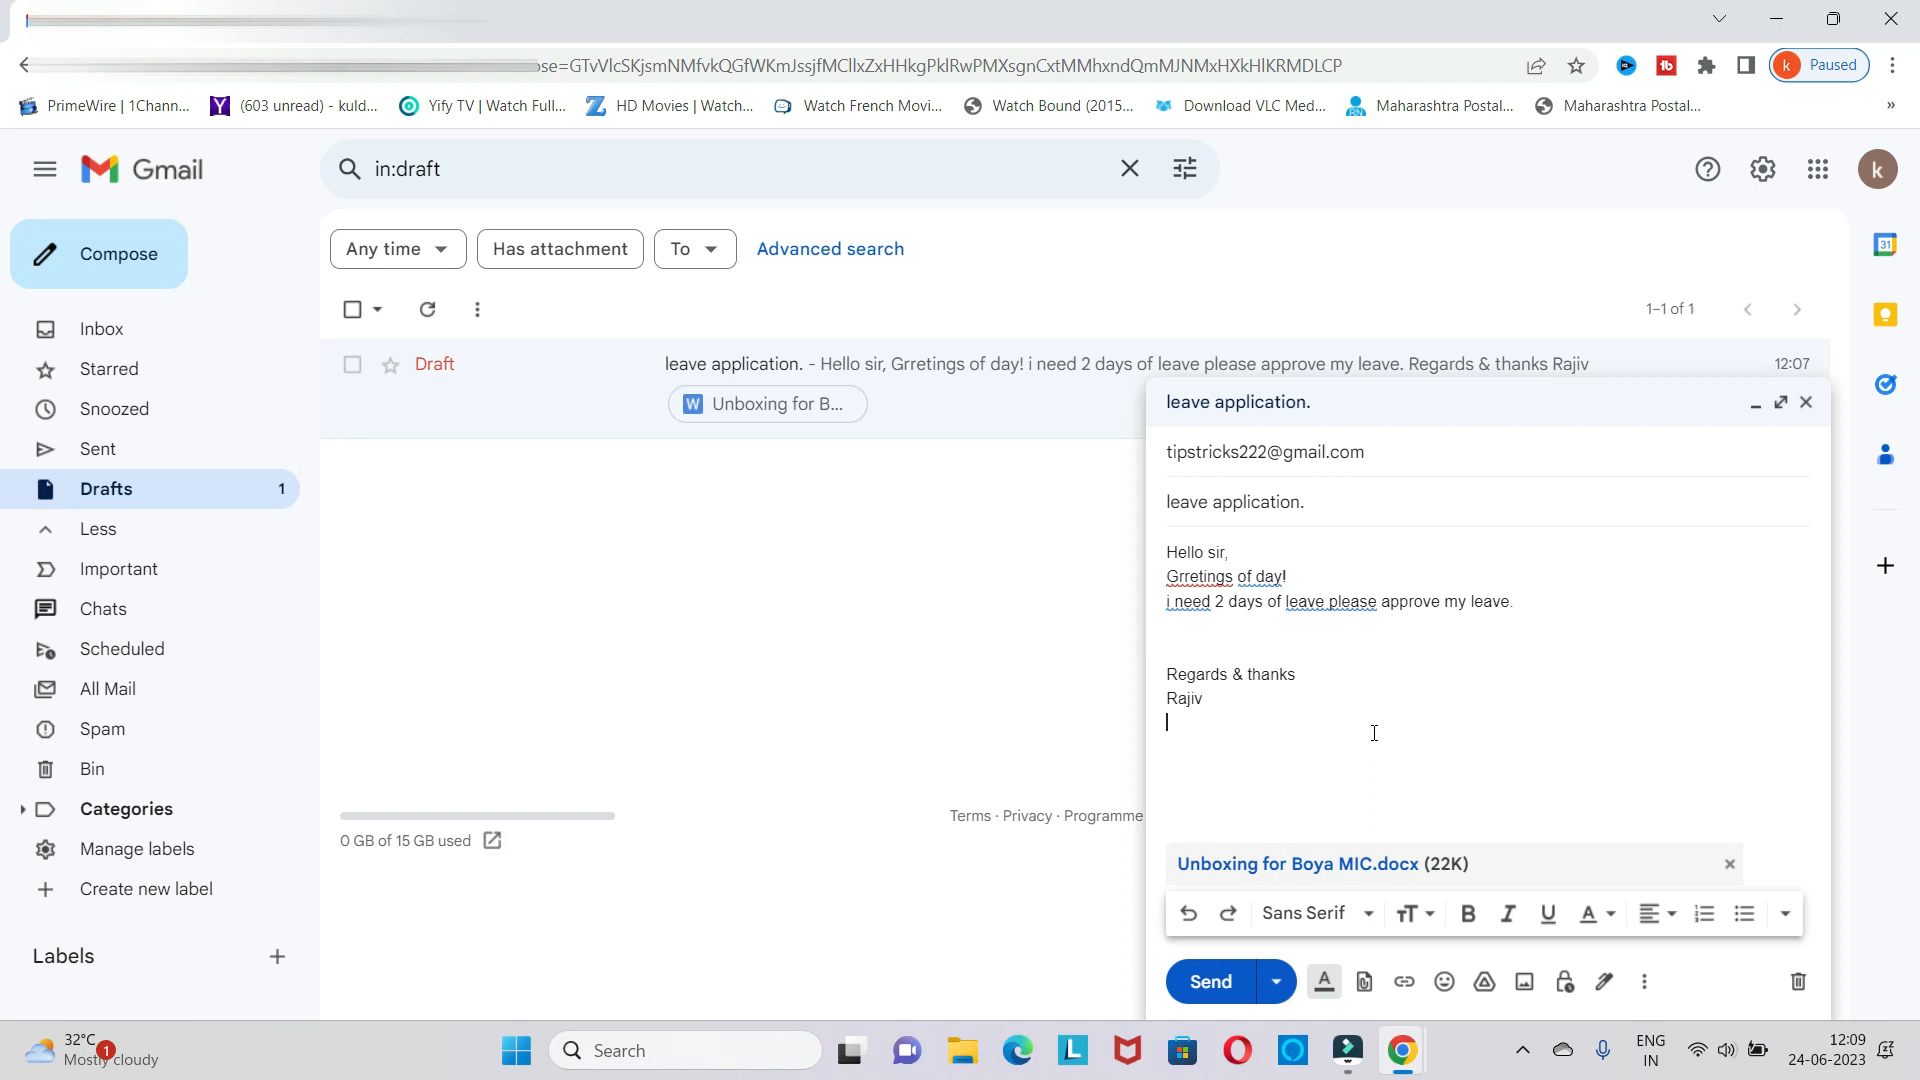 ose=GTvVlcSKjsmNMfvkQGfWKmJssjfMCllxZxHHkgPklRwPMXsgnCxtMMhxndQmMJNMxHXkHlKRMDLCP
k Paused
PrimeWire | 1Chann...
(603 unread) - kuld...
Yify TV | Watch Full...
HD Movies | Watch...
Watch French Movi...
Watch Bound (2015...
Download VLC Med...
Maharashtra Postal...
Maharashtra Postal...
»
Gmail
in:draft
k
Compose
Any time
Has attachment
To
Advanced search
1–1 of 1
Inbox
Starred
Snoozed
Sent
Drafts 1
Less
Important
Chats
Scheduled
All Mail
Spam
Bin
Categories
Manage labels
Create new label
Labels
Draft
leave application. - Hello sir, Grretings of day! i need 2 days of leave please approve my leave. Regards & thanks Rajiv
12:07
W Unboxing for B...
0 GB of 15 GB used
Terms · Privacy · Programme
leave application.
tipstricks222@gmail.com
leave application.
Hello sir,
Grretings of day!
i need 2 days of leave please approve my leave.
Regards & thanks
Rajiv
Unboxing for Boya MIC.docx (22K)
Sans Serif
Send
31
32°C
Mostly cloudy
1
Search
ENG
IN
12:09
24-06-2023